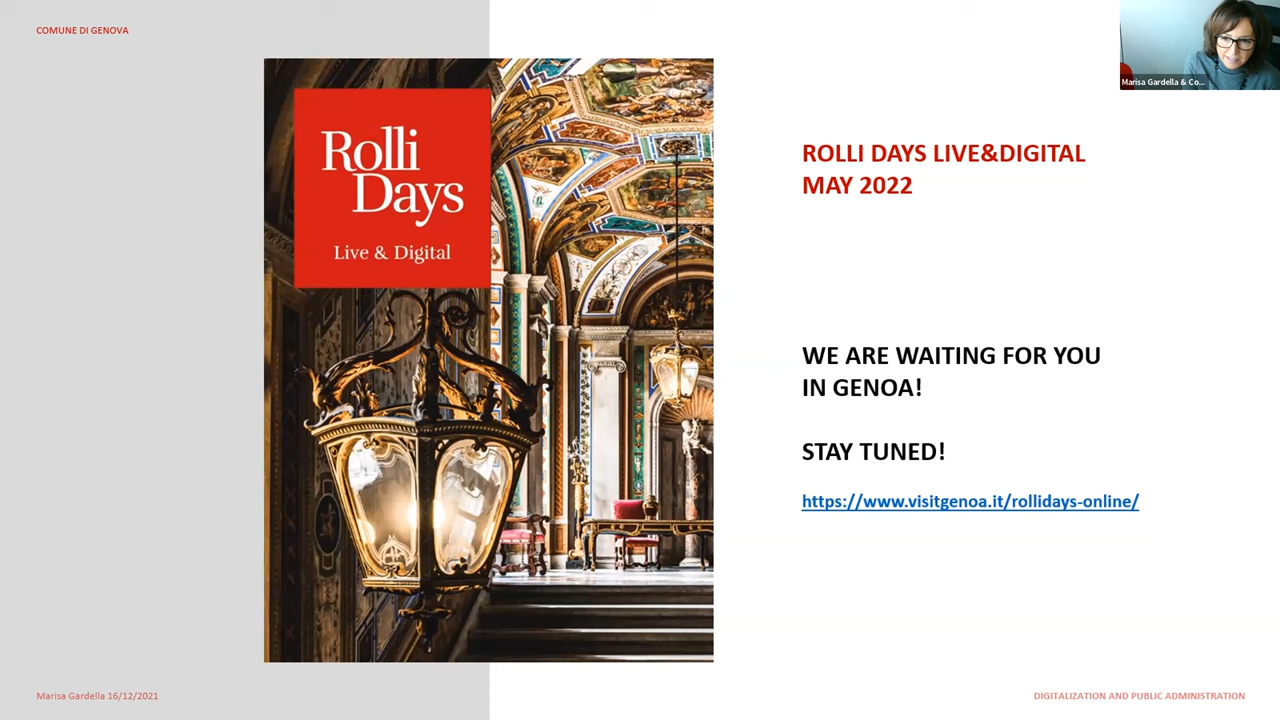 COMUNE DI GENOVA
Marisa Gardella & Co...
Rolli
Days
Live & Digital
ROLLI DAYS LIVE&DIGITAL
MAY 2022
WE ARE WAITING FOR YOU
IN GENOA!
STAY TUNED!
https://www.visitgenoa.it/rollidays-online/
Marisa Gardella 16/12/2021
DIGITALIZATION AND PUBLIC ADMINISTRATION